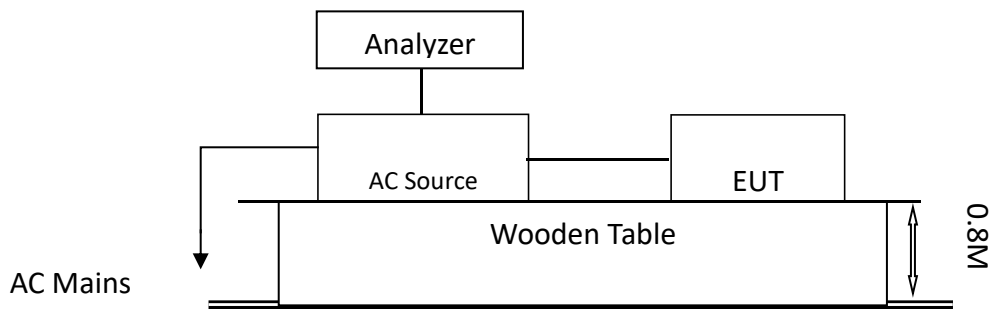 Analyzer
AC Source
EUT
Wooden Table
0.8M
AC Mains